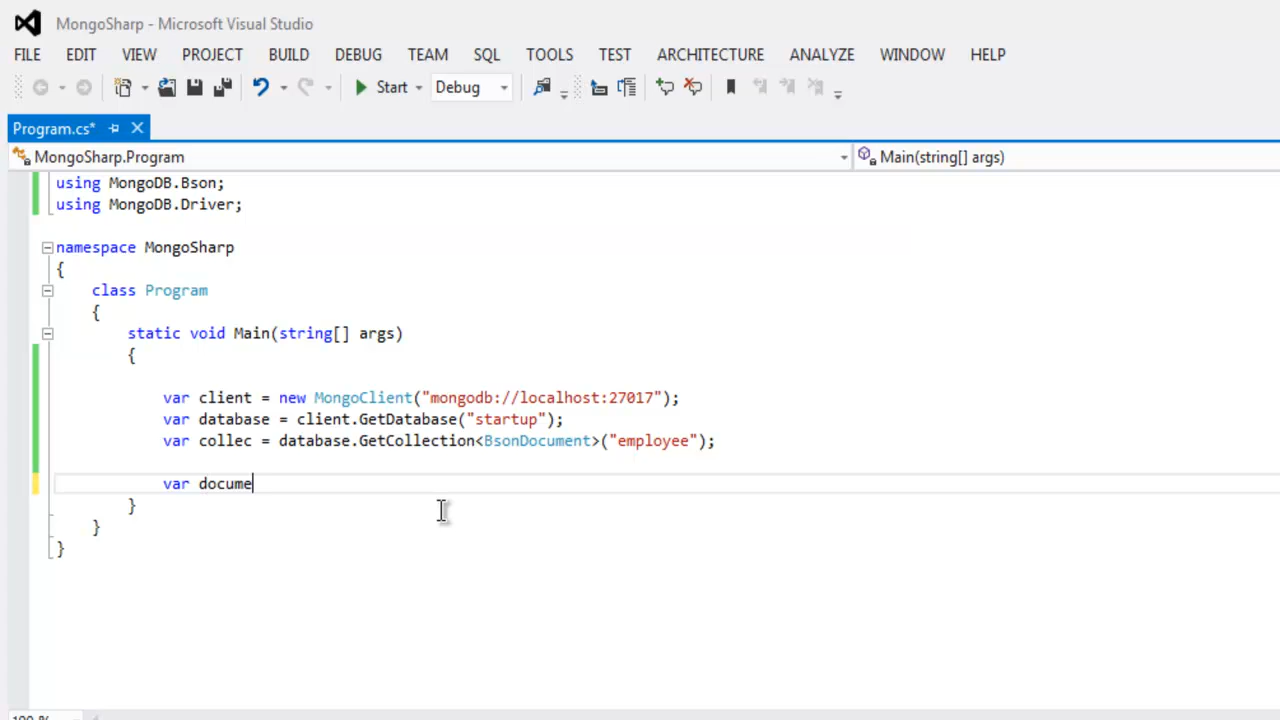 MongoSharp - Microsoft Visual Studio
FILE EDIT VIEW PROJECT BUILD DEBUG TEAM SQL TOOLS TEST ARCHITECTURE ANALYZE WINDOW HELP
Start Debug
Program.cs*
MongoSharp.Program Main(string[] args)
using MongoDB.Bson;
using MongoDB.Driver;
namespace MongoSharp
{
class Program
{
static void Main(string[] args)
{
var client = new MongoClient("mongodb://localhost:27017");
var database = client.GetDatabase("startup");
var collec = database.GetCollection<BsonDocument>("employee");
var docume
}
}
}
100 %